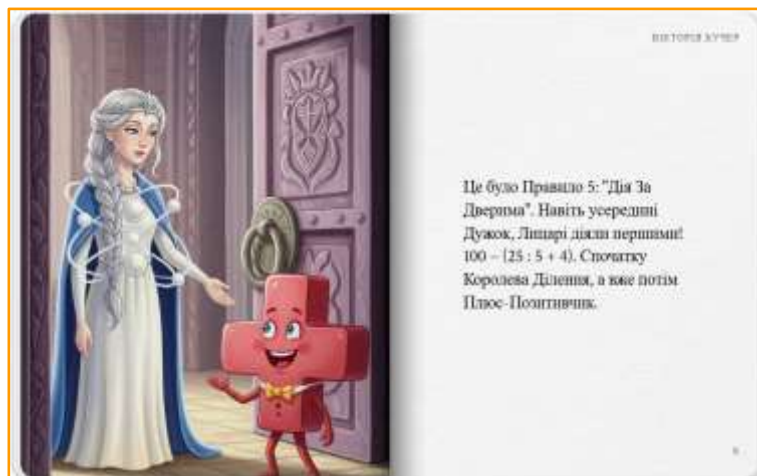 ВІКТОРІЯ КУЧЕР
Це було Правило 5: "Дія За
Дверима". Навіть усередині
Дужок, Лицарі діяли першими!
100 – (25 : 5 + 4). Спочатку
Королева Ділення, а вже потім
Плюс-Позитивчик.